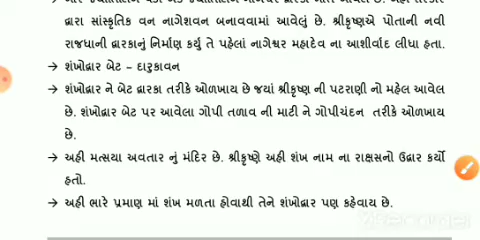 દ્વારા સાંસ્કૃતિક વન નાગેશવન બનાવવામાં આવેલું છે. શ્રીકૃષ્ણએ પોતાની નવી
રાજધાની દ્વારકાનું નિર્માણ કર્યું તે પહેલાં નાગેશ્વર મહાદેવ ના આશીર્વાદ લીધા હતા.
→ શંખોદ્વાર બેટ – દારુકાવન
→ શંખોદ્વાર ને બેટ દ્વારકા તરીકે ઓળખાય છે જયાં શ્રીકૃષ્ણ ની પટરાણી નો મહેલ આવેલ
છે. શંખોદ્વાર બેટ પર આવેલા ગોપી તળાવ ની માટી ને ગોપીચંદન તરીકે ઓળખાય
છે.
→ અહી મત્સયા અવતાર નું મંદિર છે. શ્રીકૃષ્ણે અહી શંખ નામ ના રાક્ષસનો ઉદ્વાર કર્યો
હતો.
→ અહી ભારે પ્રમાણ માં શંખ મળતા હોવાથી તેને શંખોદ્વાર પણ કહેવાય છે.